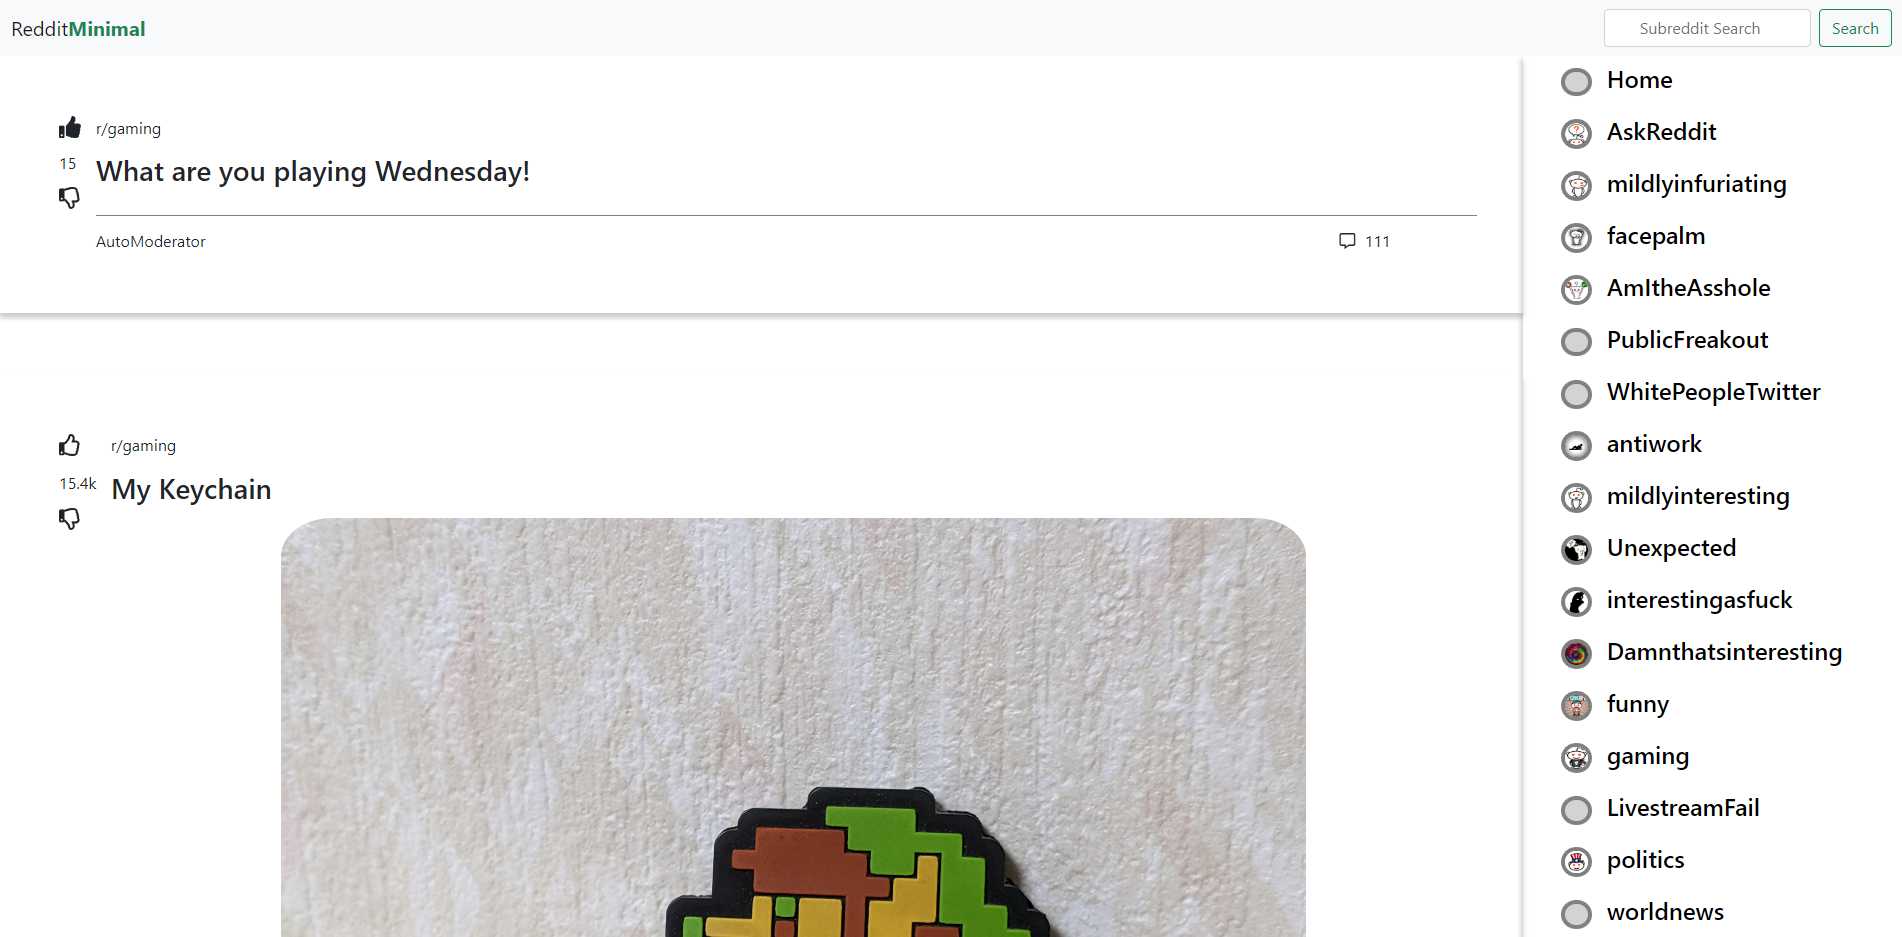 RedditMinimal
Subreddit Search
Search
r/gaming
15
What are you playing Wednesday!
AutoModerator
111
r/gaming
15.4k
My Keychain
Home
AskReddit
mildlyinfuriating
facepalm
AmItheAsshole
PublicFreakout
WhitePeopleTwitter
antiwork
mildlyinteresting
Unexpected
interestingasfuck
Damnthatsinteresting
funny
gaming
LivestreamFail
politics
worldnews